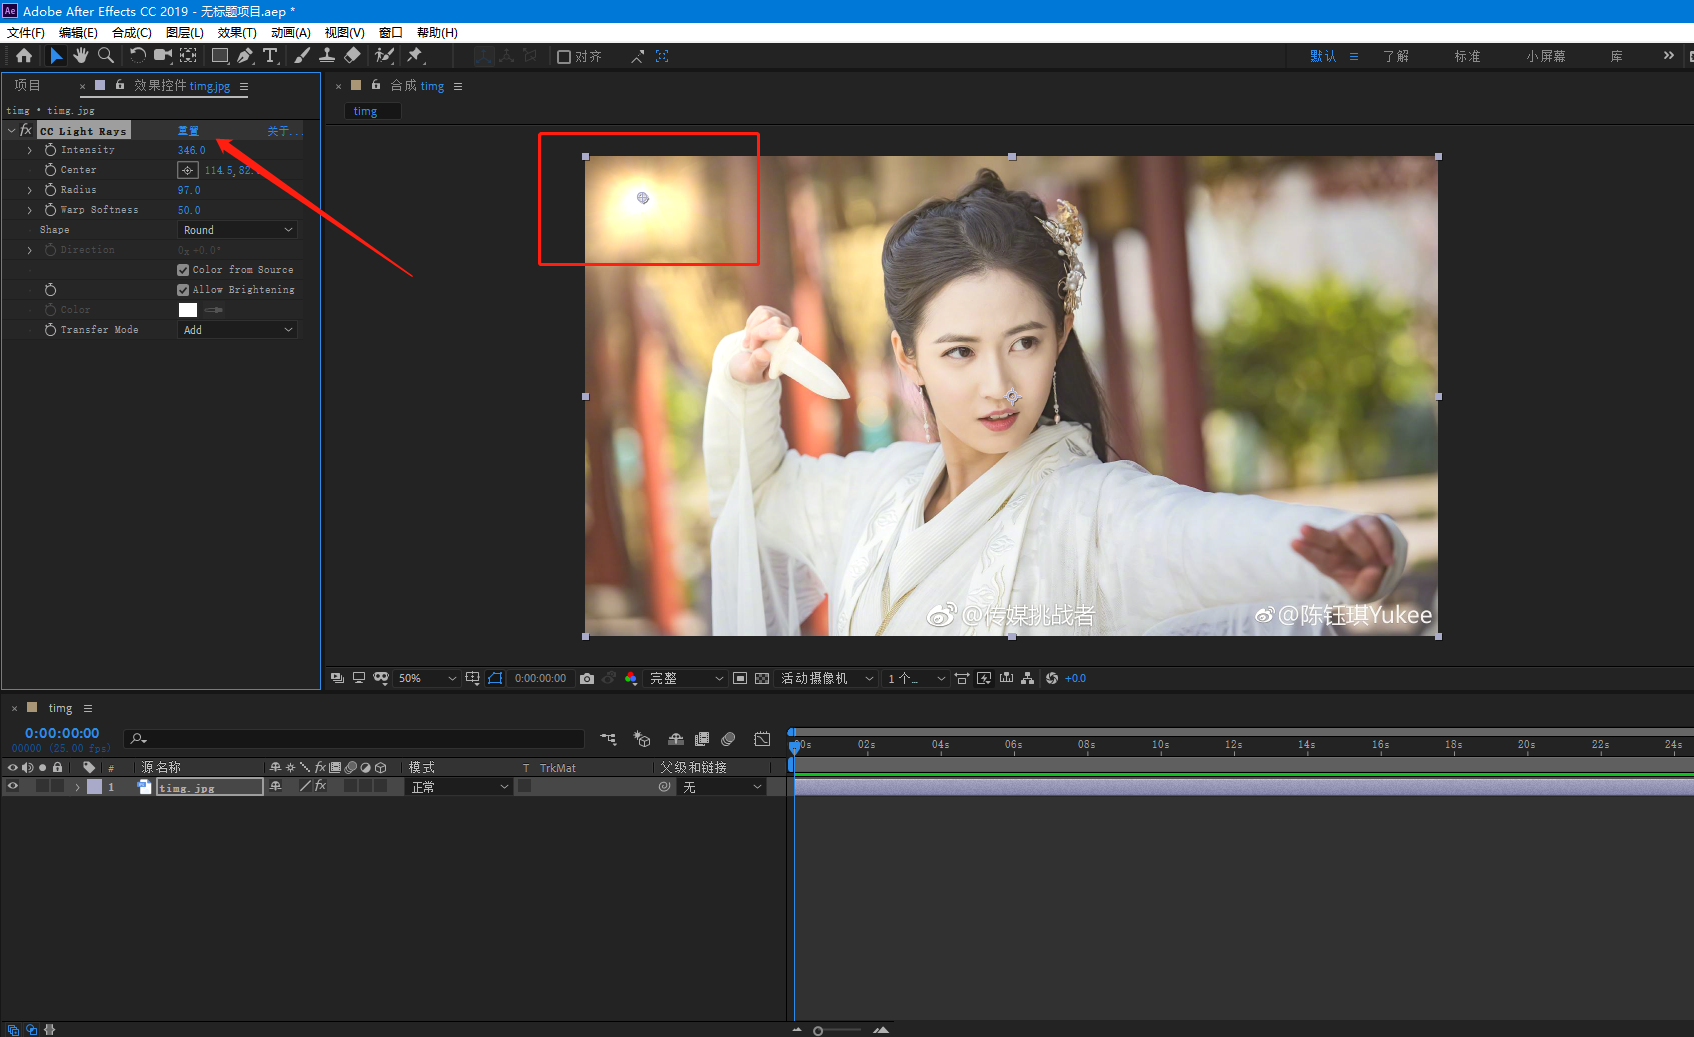 Ae Adobe After Effects CC 2019 - 无标题项目.aep *
文件(F) 编辑(E) 合成(C) 图层(L) 效果(T) 动画(A) 视图(V) 窗口 帮助(H)
对齐 默认 了解 标准 小屏幕 库
项目 效果控件 timg.jpg
timg • timg.jpg
fx CC Light Rays 重置 关于...
Intensity 346.0
Center 114.5, 82.
Radius 97.0
Warp Softness 50.0
Shape Round
Direction 0x +0.0°
Color from Source
Allow Brightening
Color
Transfer Mode Add
合成 timg
timg
@传媒挑战者
@陈钰琪Yukee
50% 0:00:00:00 完整 活动摄像机 1 个... +0.0
timg
0:00:00:00
00000 (25.00 fps)
00s 02s 04s 06s 08s 10s 12s 14s 16s 18s 20s 22s 24s
# 源名称 fx 模式 T TrkMat 父级和链接
1 timg.jpg fx 正常 无